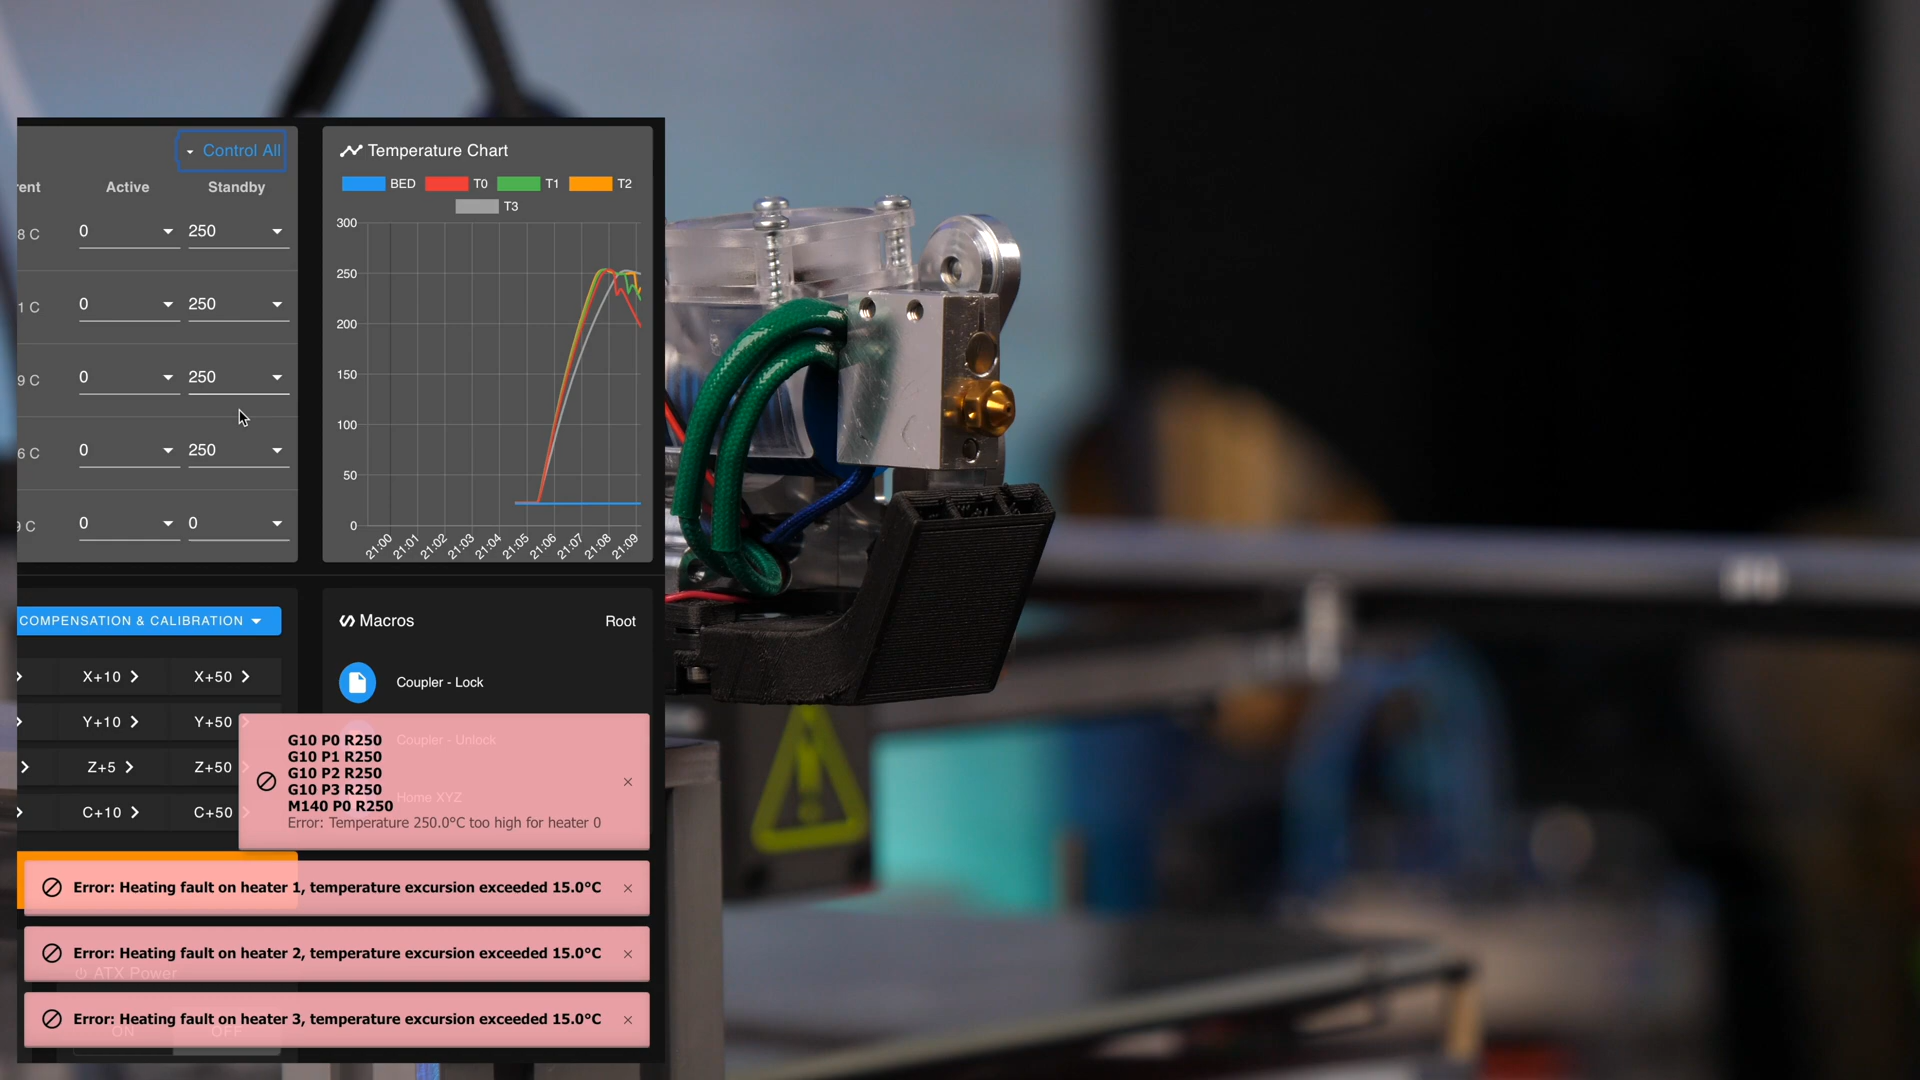 Control All
rent Active Standby
8 C 0 250
1 C 0 250
9 C 0 250
6 C 0 250
9 C 0 0
Temperature Chart
BED T0 T1 T2
T3
300
250
200
150
100
50
0
21:00 21:01 21:02 21:03 21:04 21:05 21:06 21:07 21:08 21:09
COMPENSATION & CALIBRATION
X+10 X+50
Y+10 Y+50
Z+5 Z+50
C+10 C+50
Macros Root
Coupler - Lock
Coupler - Unlock
Home XYZ
G10 P0 R250
G10 P1 R250
G10 P2 R250
G10 P3 R250
M140 P0 R250
Error: Temperature 250.0°C too high for heater 0
Error: Heating fault on heater 1, temperature excursion exceeded 15.0°C
Error: Heating fault on heater 2, temperature excursion exceeded 15.0°C
ATX Power
Error: Heating fault on heater 3, temperature excursion exceeded 15.0°C
ON OFF